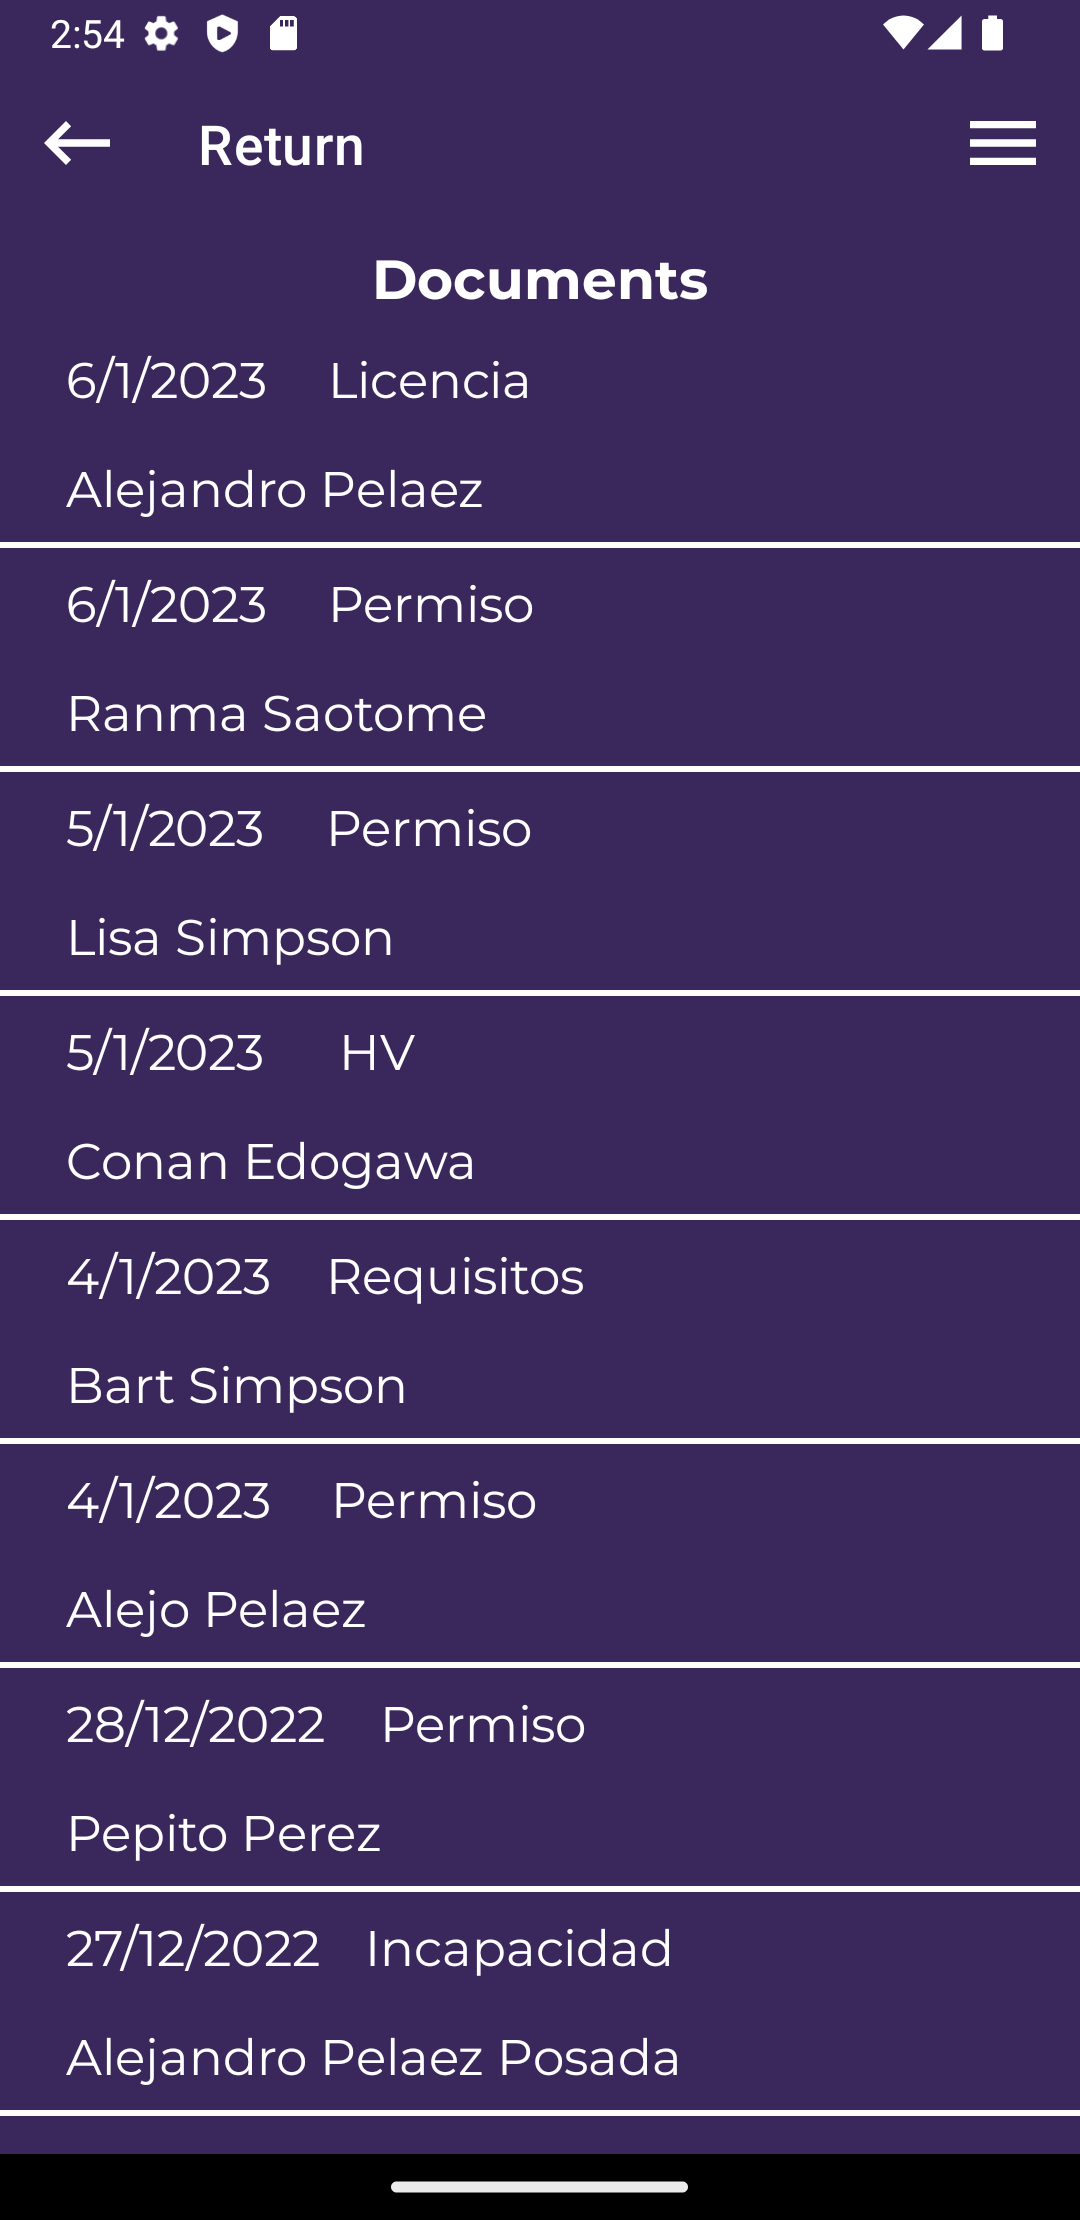 2:54
Return
Documents
6/1/2023 Licencia
Alejandro Pelaez
6/1/2023 Permiso
Ranma Saotome
5/1/2023 Permiso
Lisa Simpson
5/1/2023 HV
Conan Edogawa
4/1/2023 Requisitos
Bart Simpson
4/1/2023 Permiso
Alejo Pelaez
28/12/2022 Permiso
Pepito Perez
27/12/2022 Incapacidad
Alejandro Pelaez Posada